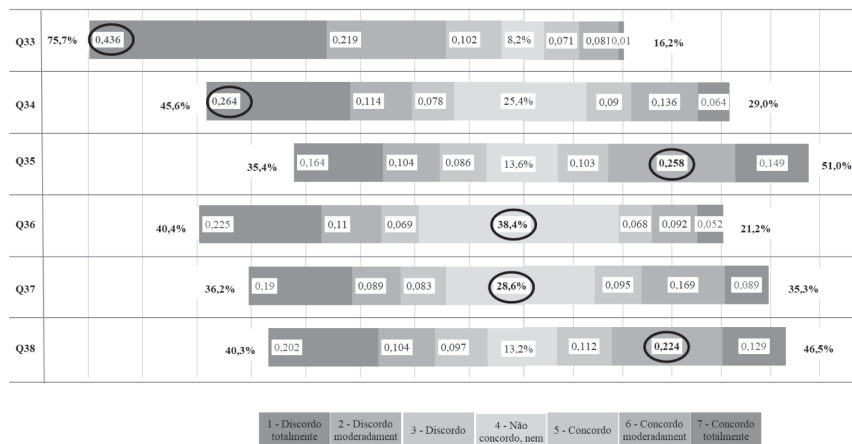 Q33 75,7% 0,436 0,219 0,102 8,2% 0,071 0,081 0,01 16,2%
Q34 45,6% 0,264 0,114 0,078 25,4% 0,09 0,136 0,064 29,0%
Q35 35,4% 0,164 0,104 0,086 13,6% 0,103 0,258 0,149 51,0%
Q36 40,4% 0,225 0,11 0,069 38,4% 0,068 0,092 0,052 21,2%
Q37 36,2% 0,19 0,089 0,083 28,6% 0,095 0,169 0,089 35,3%
Q38 40,3% 0,202 0,104 0,097 13,2% 0,112 0,224 0,129 46,5%
1 - Discordo totalmente
2 - Discordo moderadament
3 - Discordo
4 - Não concordo, nem
5 - Concordo
6 - Concordo moderadament
7 - Concordo totalmente